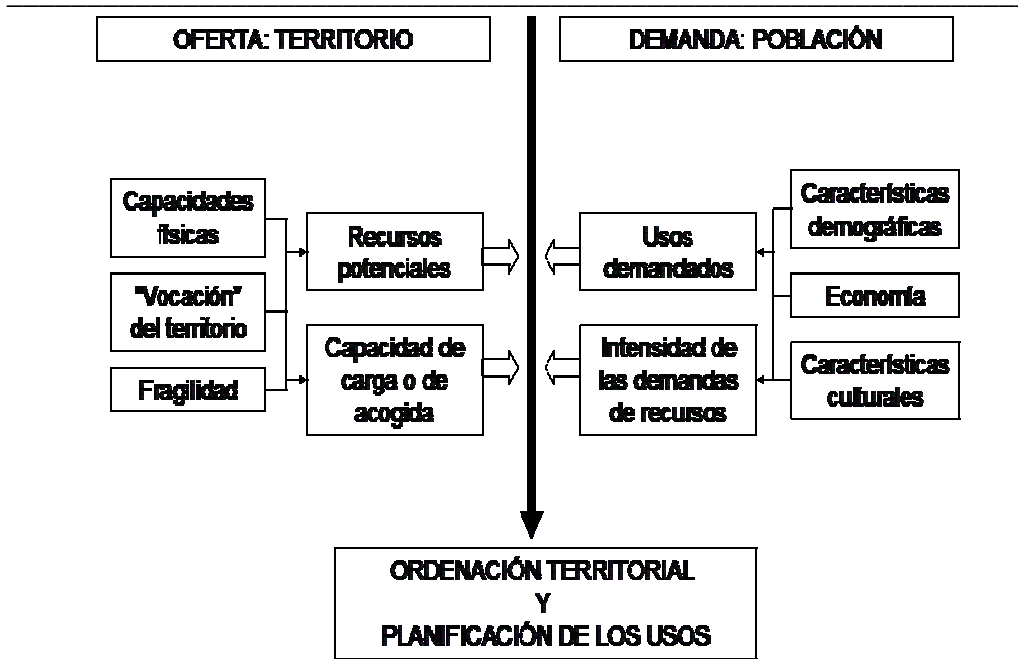 OFERTA: TERRITORIO
DEMANDA: POBLACIÓN
Capacidades
físicas
"Vocación"
del territorio
Fragilidad
Recursos
potenciales
Capacidad de
carga o de
acogida
Usos
demandados
Intensidad de
las demandas
de recursos
Características
demográficas
Economía
Características
culturales
ORDENACIÓN TERRITORIAL
Y
PLANIFICACIÓN DE LOS USOS